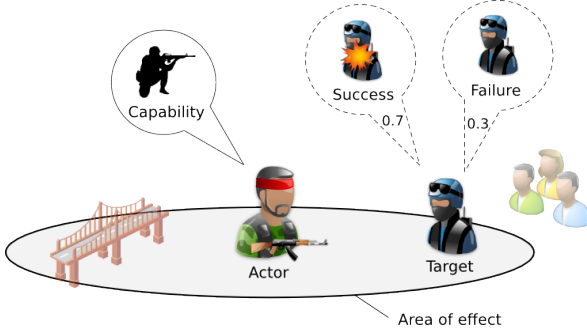 Success
Failure
Capability
0.7
0.3
Actor
Target
Area of effect